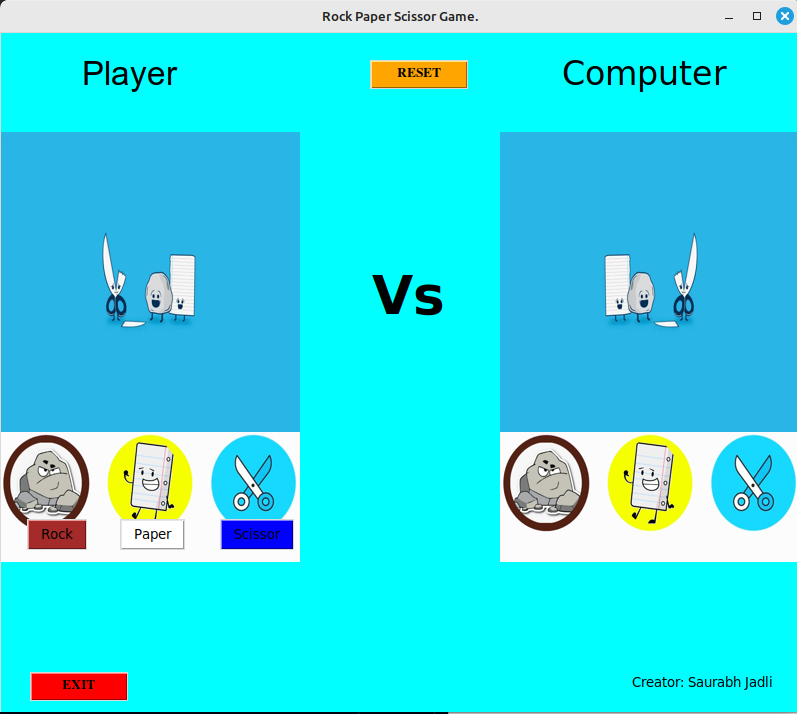 Rock Paper Scissor Game.
Player
RESET
Computer
Vs
Rock
Paper
Scissor
EXIT
Creator: Saurabh Jadli